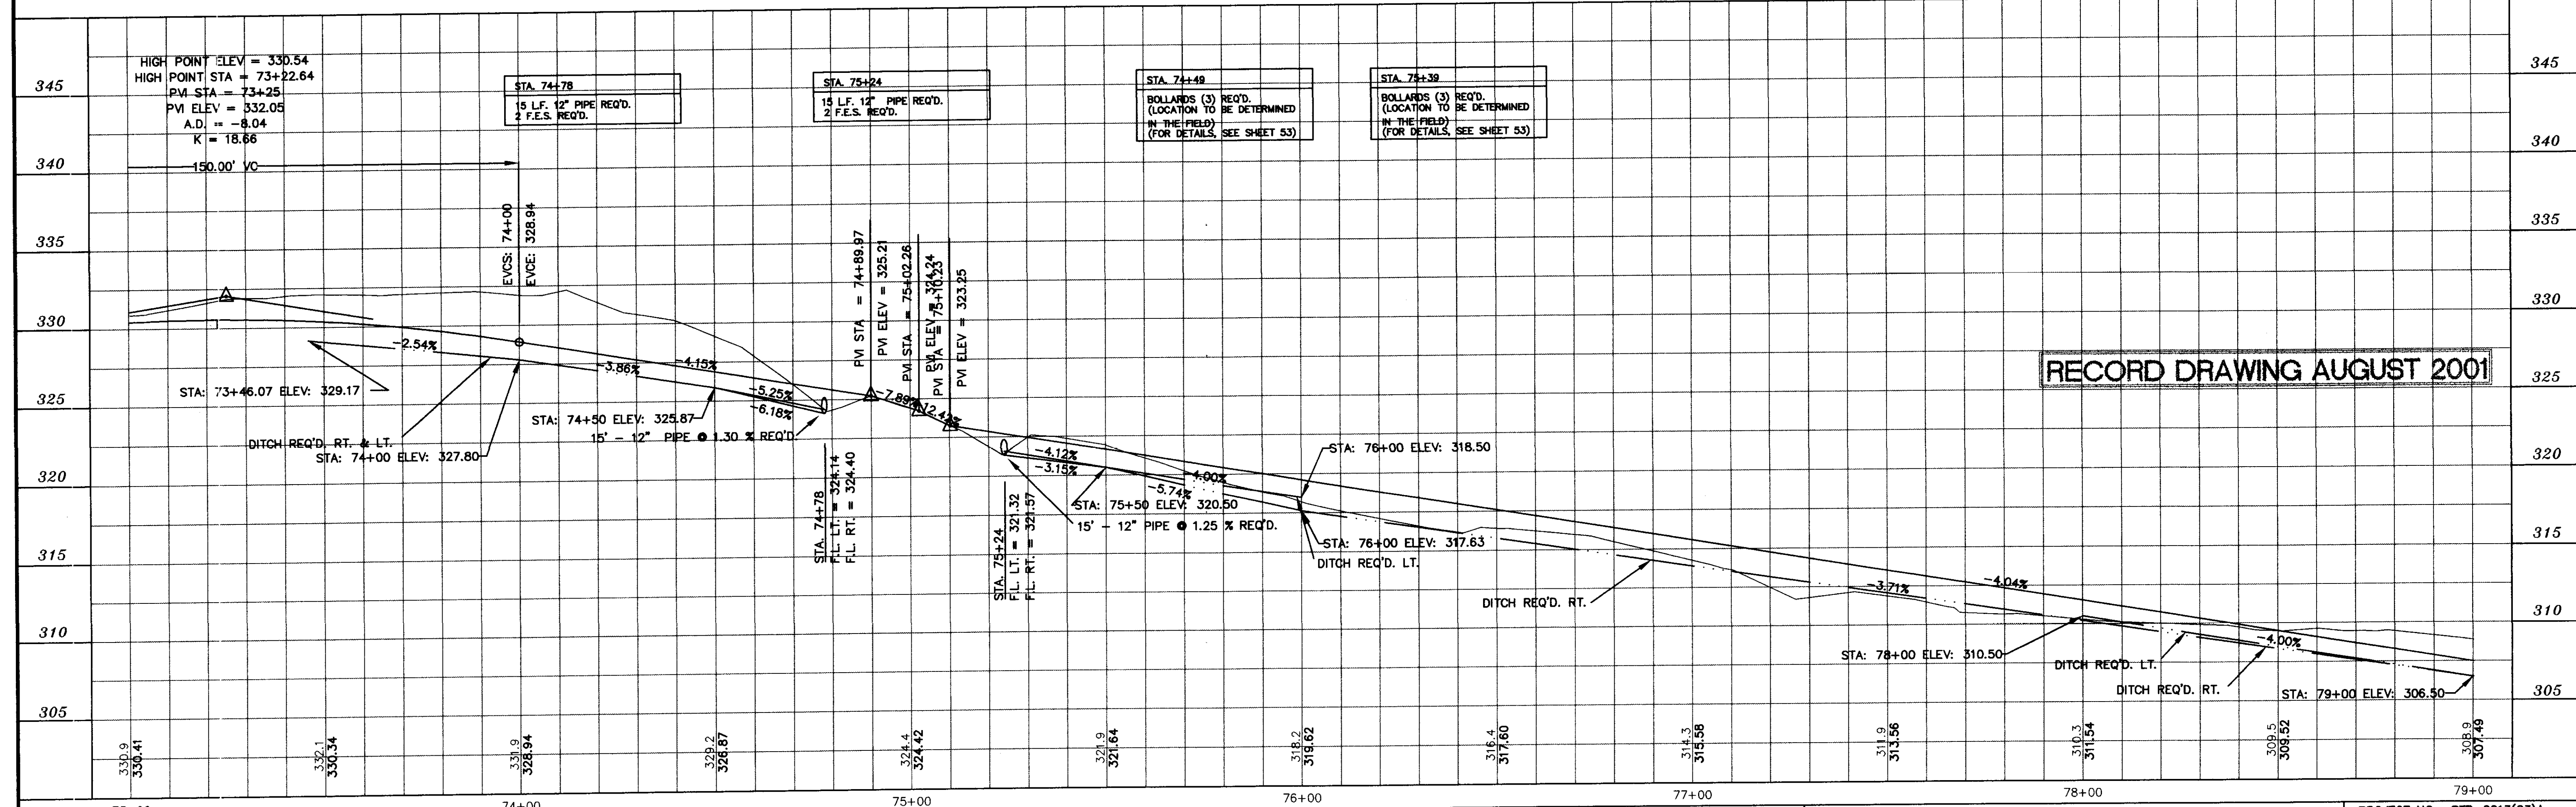 HIGH POINT ELEV = 330.54
HIGH POINT STA = 73+22.64
PVI STA = 73+25
PVI ELEV = 332.05
A.D. = -8.04
K = 18.66
150.00' VC
STA. 74+78
15 L.F. 12" PIPE REQ'D.
2 F.E.S. REQ'D.
STA. 75+24
15 L.F. 12" PIPE REQ'D.
2 F.E.S. REQ'D.
STA. 74+49
BOLLARDS (3) REQ'D.
(LOCATION TO BE DETERMINED
IN THE FIELD)
(FOR DETAILS, SEE SHEET 53)
STA. 75+39
BOLLARDS (3) REQ'D.
(LOCATION TO BE DETERMINED
IN THE FIELD)
(FOR DETAILS, SEE SHEET 53)
345
340
335
330
325
320
315
310
305
345
340
335
330
325
320
315
310
305
EVCS: 74+00
EVCE: 328.94
PVI STA = 74+89.97
PVI ELEV = 325.21
PVI STA = 75+02.26
PVI ELEV = 324.24
PVI STA = 75+10.23
PVI ELEV = 323.25
-2.54%
-3.86%
-4.15%
-5.25%
-6.18%
-7.89%
-12.42%
-4.12%
-3.15%
-5.74%
-4.00%
-3.71%
-4.04%
-4.00%
STA: 73+46.07 ELEV: 329.17
DITCH REQ'D. RT. & LT.
STA: 74+00 ELEV: 327.80
STA: 74+50 ELEV: 325.87
15' - 12" PIPE @ 1.30 % REQ'D
STA. 74+78
F.L. LT. = 324.14
F.L. RT. = 324.40
STA. 75+24
F.L. LT. = 321.32
F.L. RT. = 321.57
STA: 75+50 ELEV: 320.50
15' - 12" PIPE @ 1.25 % REQ'D.
STA: 76+00 ELEV: 318.50
STA: 76+00 ELEV: 317.63
DITCH REQ'D. LT.
DITCH REQ'D. RT.
RECORD DRAWING AUGUST 2001
STA: 78+00 ELEV: 310.50
DITCH REQ'D. LT.
DITCH REQ'D. RT.
STA: 79+00 ELEV: 306.50
330.9
330.41
332.1
330.34
331.9
328.94
329.2
326.87
324.4
324.42
321.9
321.64
318.2
319.62
316.4
317.60
314.3
315.58
311.9
313.56
310.3
311.54
309.5
309.52
308.9
307.49
74+00
75+00
76+00
77+00
78+00
79+00